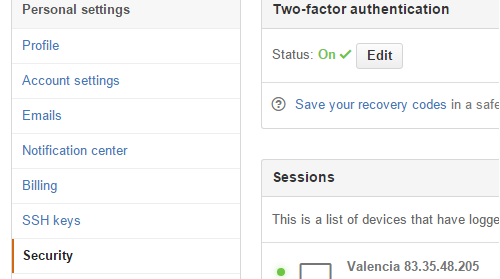 Personal settings
Profile
Account settings
Emails
Notification center
Billing
SSH keys
Security
Two-factor authentication
Status: On Edit
Save your recovery codes in a safe
Sessions
This is a list of devices that have logge
Valencia 83.35.48.205